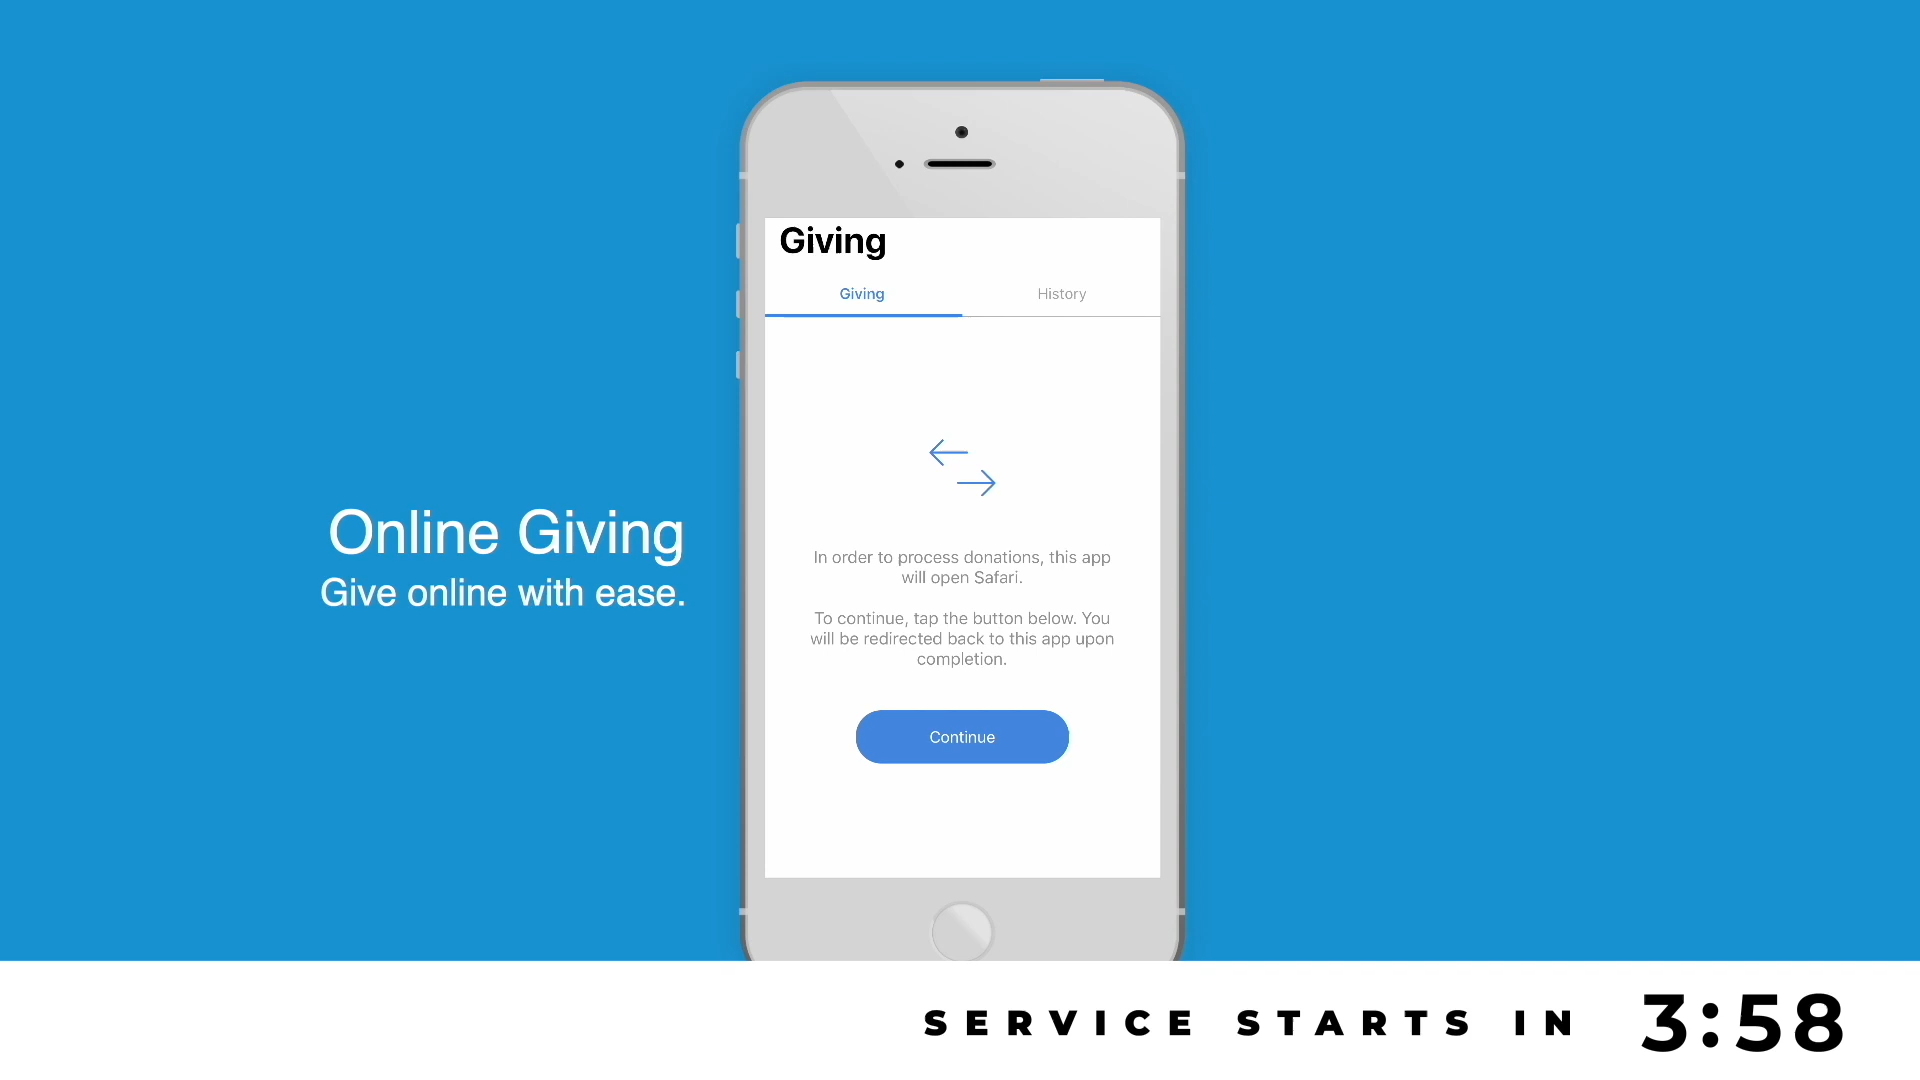 Online Giving
Give online with ease.
Giving
Giving
History
In order to process donations, this app
will open Safari.
To continue, tap the button below. You
will be redirected back to this app upon
completion.
Continue
SERVICE STARTS IN 3:58